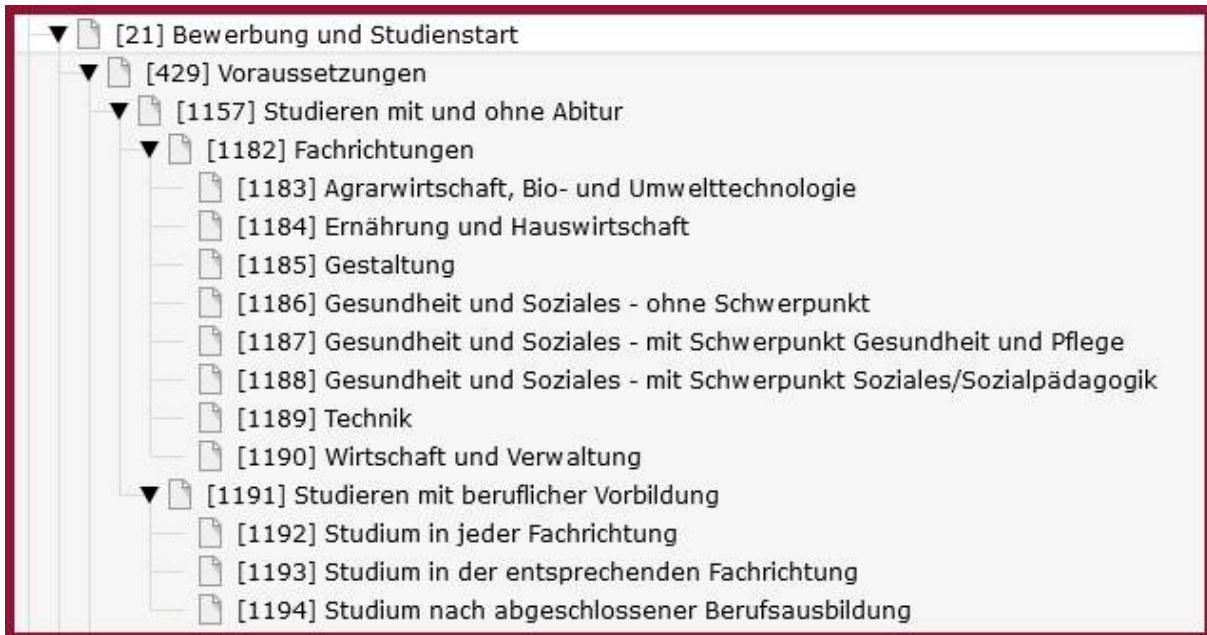 [21] Bewerbung und Studienstart
[429] Voraussetzungen
[1157] Studieren mit und ohne Abitur
[1182] Fachrichtungen
[1183] Agrarwirtschaft, Bio- und Umwelttechnologie
[1184] Ernährung und Hauswirtschaft
[1185] Gestaltung
[1186] Gesundheit und Soziales - ohne Schwerpunkt
[1187] Gesundheit und Soziales - mit Schwerpunkt Gesundheit und Pflege
[1188] Gesundheit und Soziales - mit Schwerpunkt Soziales/Sozialpädagogik
[1189] Technik
[1190] Wirtschaft und Verwaltung
[1191] Studieren mit beruflicher Vorbildung
[1192] Studium in jeder Fachrichtung
[1193] Studium in der entsprechenden Fachrichtung
[1194] Studium nach abgeschlossener Berufsausbildung